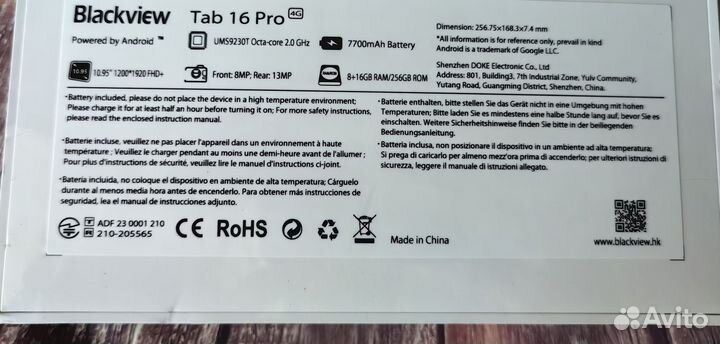 Blackview Tab 16 Pro 4G
Powered by Android™
UMS9230T Octa-core 2.0 GHz
7700mAh Battery
10.95
10.95" 1200*1920 FHD+
Front: 8MP; Rear: 13MP
8+16GB RAM/256GB ROM
Dimension: 256.75×168.3×7.4 mm
*All information is for reference only, prevail in kind
Android is a trademark of Google LLC.
Shenzhen DOKE Electronic Co., Ltd
Address: 801, Building3, 7th Industrial Zone, Yulv Community,
Yutang Road, Guangming District, Shenzhen, China.
·Battery included, please do not place the device in a high temperature environment;
Please charge it for at least half an hour before turning it on; For more safety instructions,
please read the enclosed instruction manual.
·Batterie incluse, veuillez ne pas placer l'appareil dans un environnement à haute
température ; Veuillez le charger pendant au moins une demi-heure avant de l'allumer ;
Pour plus d'instructions de sécurité, veuillez lire le manuel d'instructions ci-joint.
·Batería incluida, no coloque el dispositivo en un ambiente de alta temperatura; Cárguelo
durante al menos media hora antes de encenderlo. Para obtener más instrucciones de
seguridad, lea el manual de instrucciones adjunto.
·Batterie enthalten, bitte stellen Sie das Gerät nicht in eine Umgebung mit hohen
Temperaturen; Bitte laden Sie es mindestens eine halbe Stunde lang auf, bevor Sie es
einschalten. Weitere Sicherheitshinweise finden Sie in der beiliegenden
Bedienungsanleitung.
·Batteria inclusa, non posizionare il dispositivo in un ambiente ad alta temperatura;
Si prega di caricarlo per almeno mezz'ora prima di accenderlo; per ulteriori istruzioni di
sicurezza, leggere il manuale di istruzioni allegato.
T ADF 23 0001 210
R 210-205565
CE RoHS
Made in China
www.blackview.hk
Avito